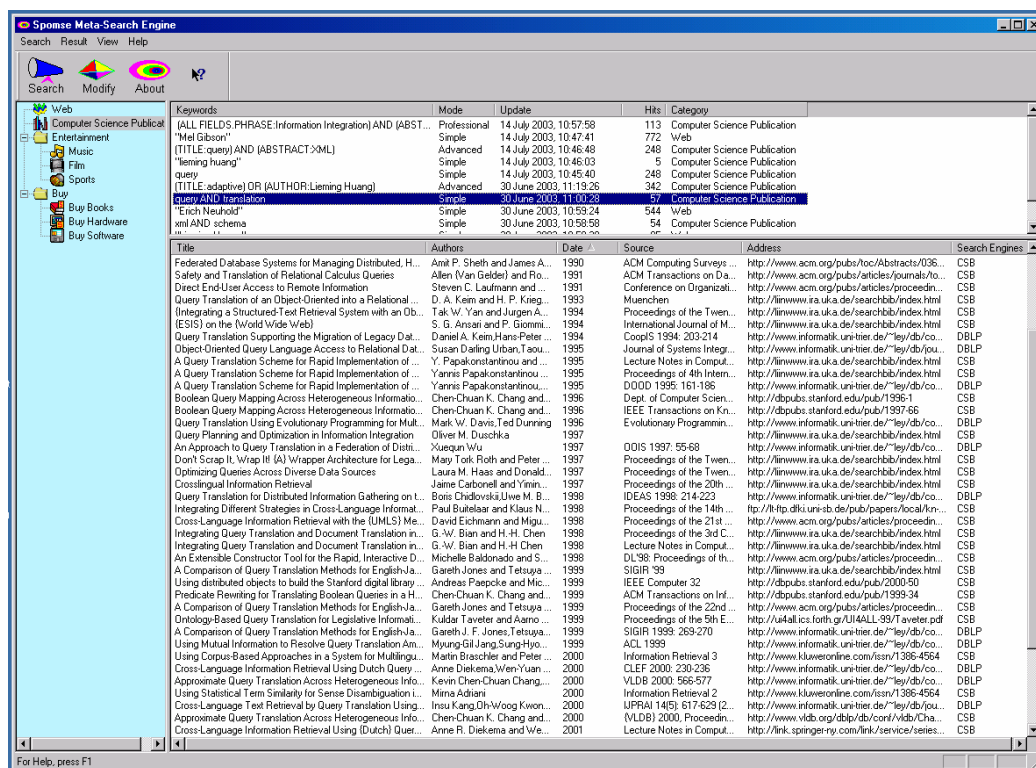 Spomse Meta-Search Engine
Search Result View Help
Search Modify About
Web
Computer Science Publicat
Entertainment
Music
Film
Sports
Buy
Buy Books
Buy Hardware
Buy Software
Keywords Mode Update Hits Category
(ALL FIELDS.PHRASE:Information Integration) AND (ABST... Professional 14 July 2003, 10:57:58 113 Computer Science Publication
"Mel Gibson" Simple 14 July 2003, 10:47:41 772 Web
(TITLE:query) AND (ABSTRACT:XML) Advanced 14 July 2003, 10:46:48 248 Computer Science Publication
"lieming huang" Simple 14 July 2003, 10:46:03 5 Computer Science Publication
query Simple 14 July 2003, 10:45:40 248 Computer Science Publication
(TITLE:adaptive) OR (AUTHOR:Lieming Huang) Advanced 30 June 2003, 11:19:26 342 Computer Science Publication
query AND translation Simple 30 June 2003, 11:00:28 57 Computer Science Publication
"Erich Neuhold" Simple 30 June 2003, 10:59:24 544 Web
xml AND schema Simple 30 June 2003, 10:58:58 54 Computer Science Publication
Title Authors Date Source Address Search Engines
Federated Database Systems for Managing Distributed, H... Amit P. Sheth and James A... 1990 ACM Computing Surveys ... http://www.acm.org/pubs/toc/Abstracts/036... CSB
Safety and Translation of Relational Calculus Queries Allen {Van Gelder} and Ro... 1991 ACM Transactions on Da... http://www.acm.org/pubs/articles/journals/to... CSB
Direct End-User Access to Remote Information Steven C. Laufmann and ... 1991 Conference on Organizati... http://www.acm.org/pubs/articles/proceedin... CSB
Query Translation of an Object-Oriented into a Relational ... D. A. Keim and H. P. Krieg... 1993 Muenchen http://liinwww.ira.uka.de/searchbib/index.html CSB
{Integrating a Structured-Text Retrieval System with an Ob... Tak W. Yan and Jurgen A... 1994 Proceedings of the Twen... http://liinwww.ira.uka.de/searchbib/index.html CSB
{ESIS} on the {World Wide Web} S. G. Ansari and P. Giommi... 1994 International Journal of M... http://liinwww.ira.uka.de/searchbib/index.html CSB
Query Translation Supporting the Migration of Legacy Dat... Daniel A. Keim,Hans-Peter ... 1994 CoopIS 1994: 203-214 http://www.informatik.uni-trier.de/~ley/db/co... DBLP
Object-Oriented Query Language Access to Relational Dat... Susan Darling Urban,Taou... 1995 Journal of Systems Integr... http://www.informatik.uni-trier.de/~ley/db/jou... DBLP
A Query Translation Scheme for Rapid Implementation of ... Y. Papakonstantinou and ... 1995 Lecture Notes in Comput... http://liinwww.ira.uka.de/searchbib/index.html CSB
A Query Translation Scheme for Rapid Implementation of ... Yannis Papakonstantinou ... 1995 Proceedings of 4th Intern... http://liinwww.ira.uka.de/searchbib/index.html CSB
A Query Translation Scheme for Rapid Implementation of ... Yannis Papakonstantinou,... 1995 DOOD 1995: 161-186 http://www.informatik.uni-trier.de/~ley/db/co... DBLP
Boolean Query Mapping Across Heterogeneous Informatio... Chen-Chuan K. Chang and... 1996 Dept. of Computer Scien... http://dbpubs.stanford.edu/pub/1996-1 CSB
Boolean Query Mapping Across Heterogeneous Informatio... Chen-Chuan K. Chang and... 1996 IEEE Transactions on Kn... http://dbpubs.stanford.edu/pub/1997-66 CSB
Query Translation Using Evolutionary Programming for Mult... Mark W. Davis,Ted Dunning 1996 Evolutionary Programmin... http://www.informatik.uni-trier.de/~ley/db/co... DBLP
Query Planning and Optimization in Information Integration Oliver M. Duschka 1997 http://liinwww.ira.uka.de/searchbib/index.html CSB
An Approach to Query Translation in a Federation of Distri... Xuequn Wu 1997 OOIS 1997: 55-68 http://www.informatik.uni-trier.de/~ley/db/co... DBLP
Don't Scrap It, Wrap It! {A} Wrapper Architecture for Lega... Mary Tork Roth and Peter ... 1997 Proceedings of the Twen... http://liinwww.ira.uka.de/searchbib/index.html CSB
Optimizing Queries Across Diverse Data Sources Laura M. Haas and Donald... 1997 Proceedings of the Twen... http://liinwww.ira.uka.de/searchbib/index.html CSB
Crosslingual Information Retrieval Jaime Carbonell and Yimin... 1997 Proceedings of the 20th ... http://liinwww.ira.uka.de/searchbib/index.html CSB
Query Translation for Distributed Information Gathering on t... Boris Chidlovskii,Uwe M. B... 1998 IDEAS 1998: 214-223 http://www.informatik.uni-trier.de/~ley/db/co... DBLP
Integrating Different Strategies in Cross-Language Informat... Paul Buitelaar and Klaus N... 1998 Proceedings of the 14th ... ftp://lt-ftp.dfki.uni-sb.de/pub/papers/local/kn-... CSB
Cross-Language Information Retrieval with the {UMLS} Me... David Eichmann and Migu... 1998 Proceedings of the 21st ... http://www.acm.org/pubs/articles/proceedin... CSB
Integrating Query Translation and Document Translation in... G.-W. Bian and H.-H. Chen 1998 Proceedings of the 3rd C... http://liinwww.ira.uka.de/searchbib/index.html CSB
Integrating Query Translation and Document Translation in... G.-W. Bian and H.-H Chen 1998 Lecture Notes in Comput... http://liinwww.ira.uka.de/searchbib/index.html CSB
An Extensible Constructor Tool for the Rapid, Interactive D... Michelle Baldonado and S... 1998 DL'98: Proceedings of th... http://www.acm.org/pubs/articles/proceedin... CSB
A Comparison of Query Translation Methods for English-Ja... Gareth Jones and Tetsuya ... 1999 SIGIR '99 http://liinwww.ira.uka.de/searchbib/index.html CSB
Using distributed objects to build the Stanford digital library ... Andreas Paepcke and Mic... 1999 IEEE Computer 32 http://dbpubs.stanford.edu/pub/2000-50 CSB
Predicate Rewriting for Translating Boolean Queries in a H... Chen-Chuan K. Chang and... 1999 ACM Transactions on Inf... http://dbpubs.stanford.edu/pub/1999-34 CSB
A Comparison of Query Translation Methods for English-Ja... Gareth Jones and Tetsuya ... 1999 Proceedings of the 22nd ... http://www.acm.org/pubs/articles/proceedin... CSB
Ontology-Based Query Translation for Legislative Informati... Kuldar Taveter and Aarno ... 1999 Proceedings of the 5th E... http://ui4all.ics.forth.gr/UI4ALL-99/Taveter.pdf CSB
A Comparison of Query Translation Methods for English-Ja... Gareth J. F. Jones,Tetsuya... 1999 SIGIR 1999: 269-270 http://www.informatik.uni-trier.de/~ley/db/co... DBLP
Using Mutual Information to Resolve Query Translation Am... Myung-Gil Jang,Sung-Hyo... 1999 ACL 1999 http://www.informatik.uni-trier.de/~ley/db/co... DBLP
Using Corpus-Based Approaches in a System for Multilingu... Martin Braschler and Peter ... 2000 Information Retrieval 3 http://www.kluweronline.com/issn/1386-4564 CSB
Cross-Language Information Retrieval Using Dutch Query ... Anne Diekema,Wen-Yuan ... 2000 CLEF 2000: 230-236 http://www.informatik.uni-trier.de/~ley/db/co... DBLP
Approximate Query Translation Across Heterogeneous Info... Kevin Chen-Chuan Chang,... 2000 VLDB 2000: 566-577 http://www.informatik.uni-trier.de/~ley/db/co... DBLP
Using Statistical Term Similarity for Sense Disambiguation i... Mirna Adriani 2000 Information Retrieval 2 http://www.kluweronline.com/issn/1386-4564 CSB
Cross-Language Text Retrieval by Query Translation Using... Insu Kang,Oh-Woog Kwon... 2000 IJPRAI 14(5): 617-629 (2... http://www.informatik.uni-trier.de/~ley/db/jou... DBLP
Approximate Query Translation Across Heterogeneous Info... Chen-Chuan K. Chang and... 2000 {VLDB} 2000, Proceedin... http://www.vldb.org/dblp/db/conf/vldb/Cha... CSB
Cross-Language Information Retrieval Using {Dutch} Quer... Anne R. Diekema and We... 2001 Lecture Notes in Comput... http://link.springer-ny.com/link/service/series... CSB
For Help, press F1